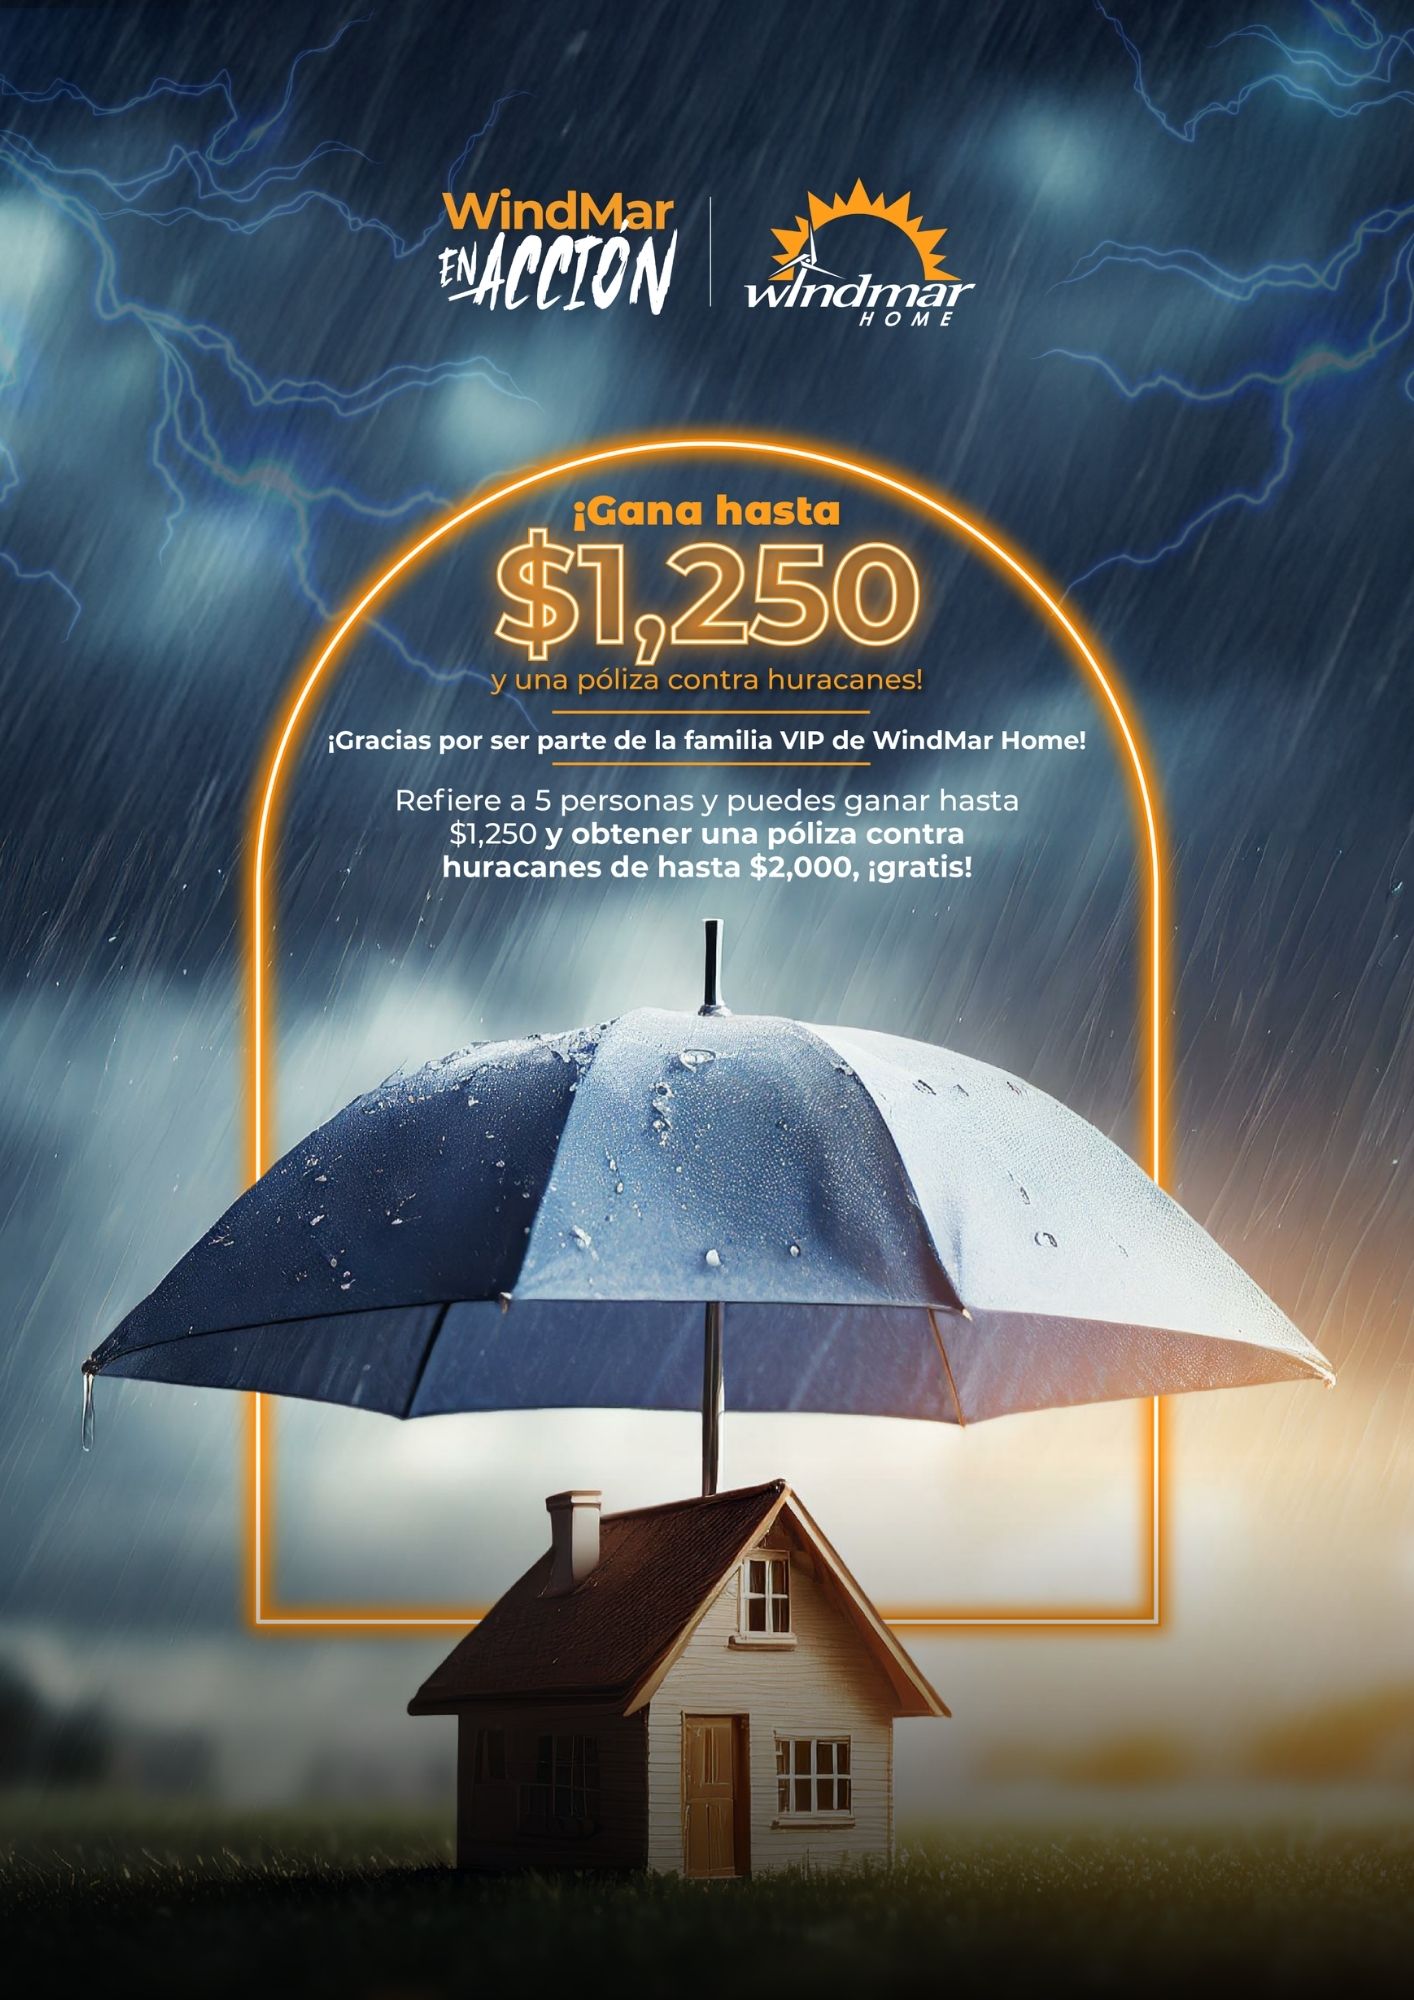 WindMar
EN ACCIÓN
windmar
HOME
¡Gana hasta
$1,250
y una póliza contra huracanes!
¡Gracias por ser parte de la familia VIP de WindMar Home!
Refiere a 5 personas y puedes ganar hasta
$1,250 y obtener una póliza contra
huracanes de hasta $2,000, ¡gratis!